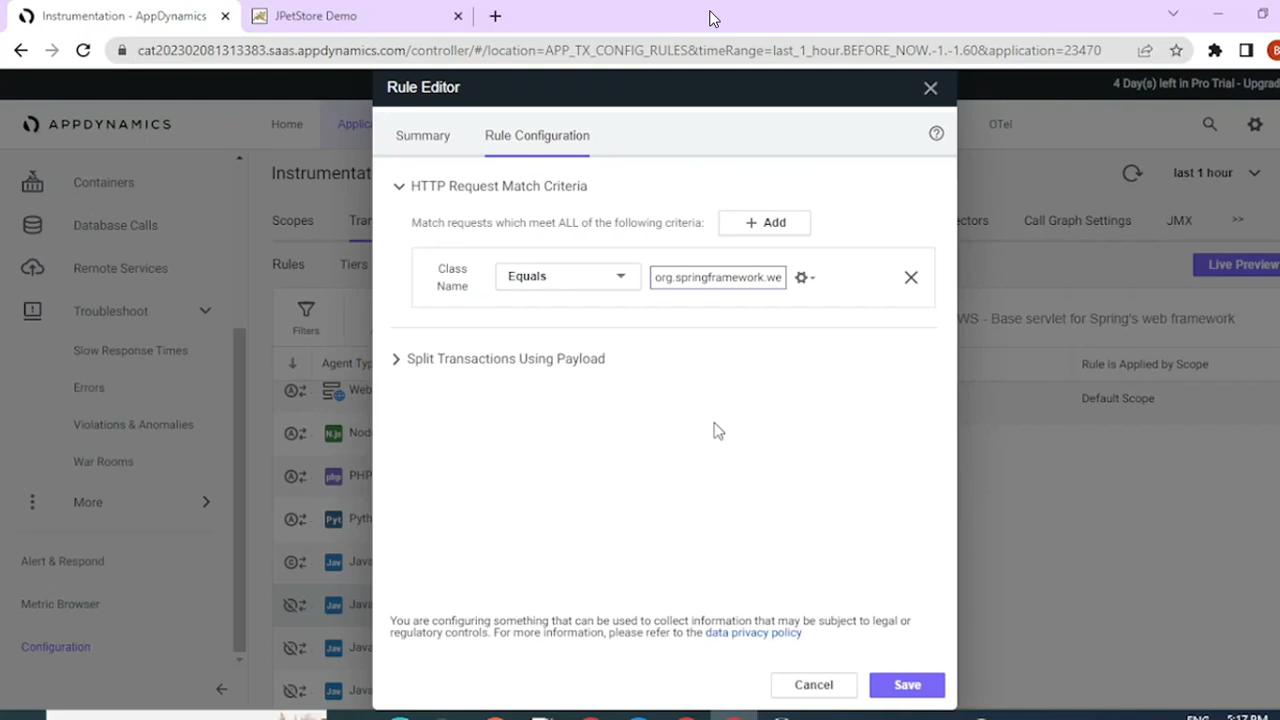 Instrumentation - AppDynamics
JPetStore Demo
cat202302081313383.saas.appdynamics.com/controller/#/location=APP_TX_CONFIG_RULES&timeRange=last_1_hour.BEFORE_NOW.-1.-1.60&application=23470
B
Rule Editor
4 Day(s) left in Pro Trial - Upgrad
APPDYNAMICS
Home
Applic
OTel
Summary
Rule Configuration
Containers
Database Calls
Remote Services
Troubleshoot
Slow Response Times
Errors
Violations & Anomalies
War Rooms
More
Alert & Respond
Metric Browser
Configuration
Instrumentat
last 1 hour
Scopes
Tran
ectors
Call Graph Settings
JMX
>>
Rules
Tiers
Live Preview
Filters
WS - Base servlet for Spring's web framework
Agent Typ
Rule is Applied by Scope
Web
Default Scope
Nod
PHP
Pyth
Java
Java
Java
Java
HTTP Request Match Criteria
Match requests which meet ALL of the following criteria:
+ Add
Class
Name
Equals
org.springframework.we
Split Transactions Using Payload
You are configuring something that can be used to collect information that may be subject to legal or
regulatory controls. For more information, please refer to the data privacy policy
Cancel
Save
ENG
5:17 PM